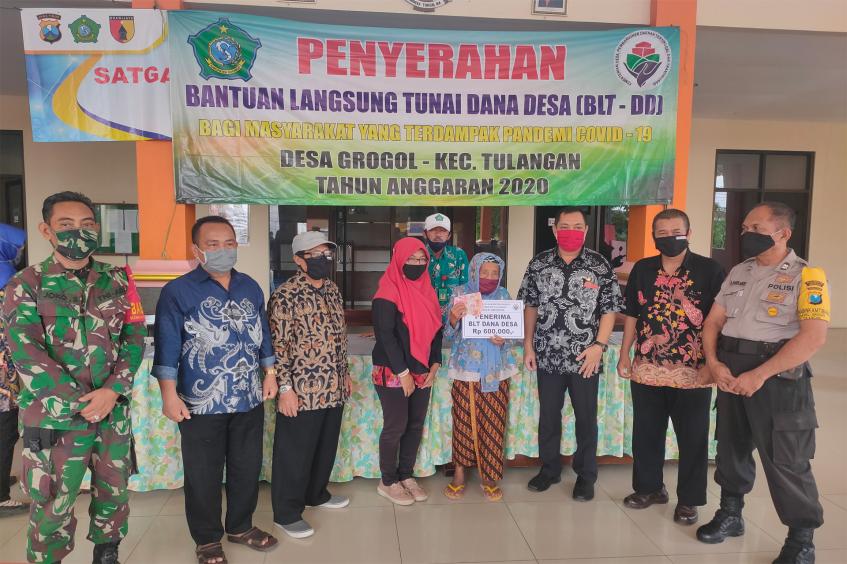 SATGA
PENYERAHAN
BANTUAN LANGSUNG TUNAI DANA DESA (BLT - DD)
BAGI MASYARAKAT YANG TERDAMPAK PANDEMI COVID - 19
DESA GROGOL - KEC. TULANGAN
TAHUN ANGGARAN 2020
PENERIMA
BLT DANA DESA
Rp 600.000,-
POLISI